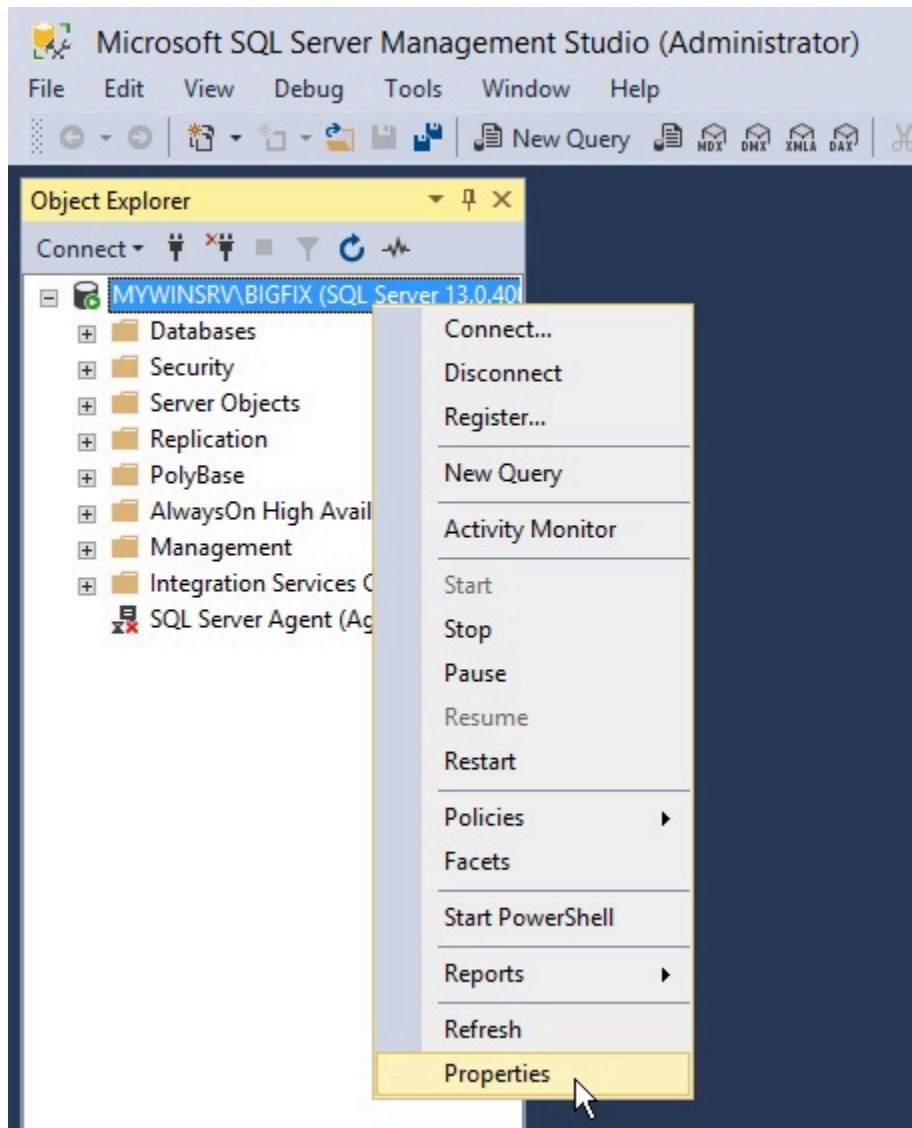 Microsoft SQL Server Management Studio (Administrator)
File Edit View Debug Tools Window Help
New Query MDX DMX XMLA DAX
Object Explorer
Connect
MYWINSRV\BIGFIX (SQL Server 13.0.400
Databases
Security
Server Objects
Replication
PolyBase
AlwaysOn High Avail
Management
Integration Services C
SQL Server Agent (Ag
Connect...
Disconnect
Register...
New Query
Activity Monitor
Start
Stop
Pause
Resume
Restart
Policies
Facets
Start PowerShell
Reports
Refresh
Properties